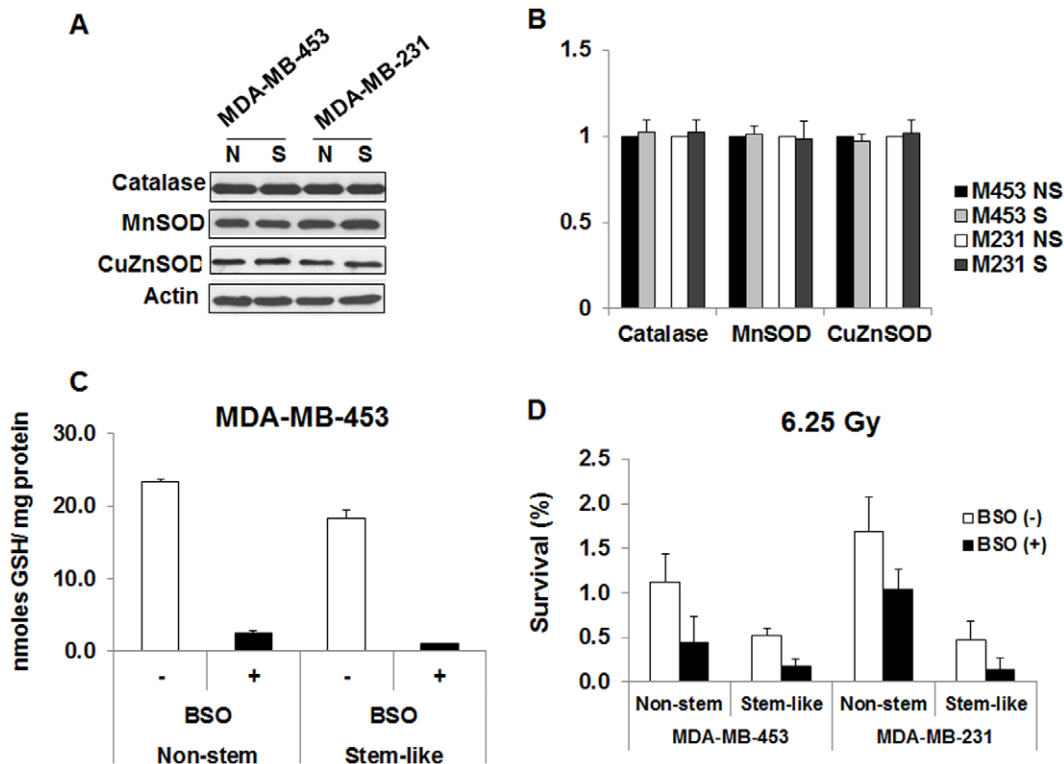 A
MDA-MB-453
MDA-MB-231
N S N S
Catalase
MnSOD
CuZnSOD
Actin
B
1.5
1
0.5
0
Catalase MnSOD CuZnSOD
M453 NS
M453 S
M231 NS
M231 S
C
MDA-MB-453
nmoles GSH/ mg protein
30.0
20.0
10.0
0.0
- + - +
BSO BSO
Non-stem Stem-like
D
6.25 Gy
Survival (%)
2.5
2.0
1.5
1.0
0.5
0.0
BSO (-)
BSO (+)
Non-stem Stem-like Non-stem Stem-like
MDA-MB-453 MDA-MB-231